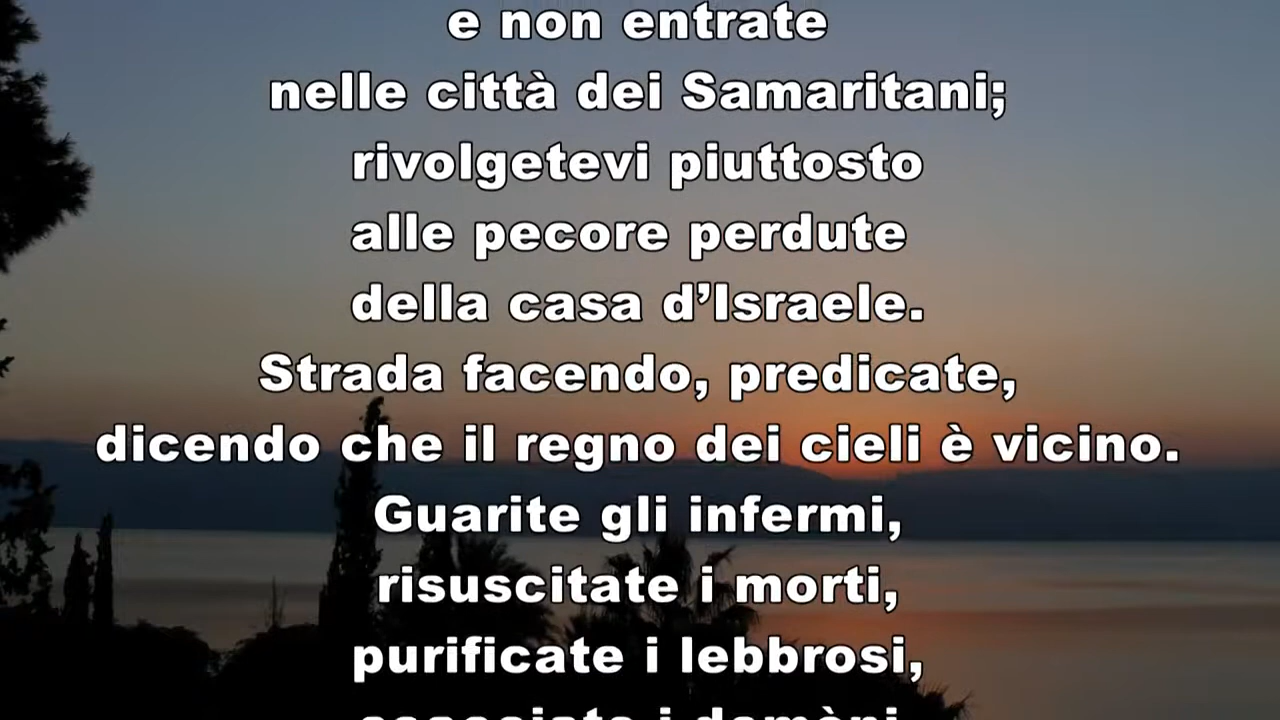 e non entrate
nelle città dei Samaritani;
rivolgetevi piuttosto
alle pecore perdute
della casa d’Israele.
Strada facendo, predicate,
dicendo che il regno dei cieli è vicino.
Guarite gli infermi,
risuscitate i morti,
purificate i lebbrosi,